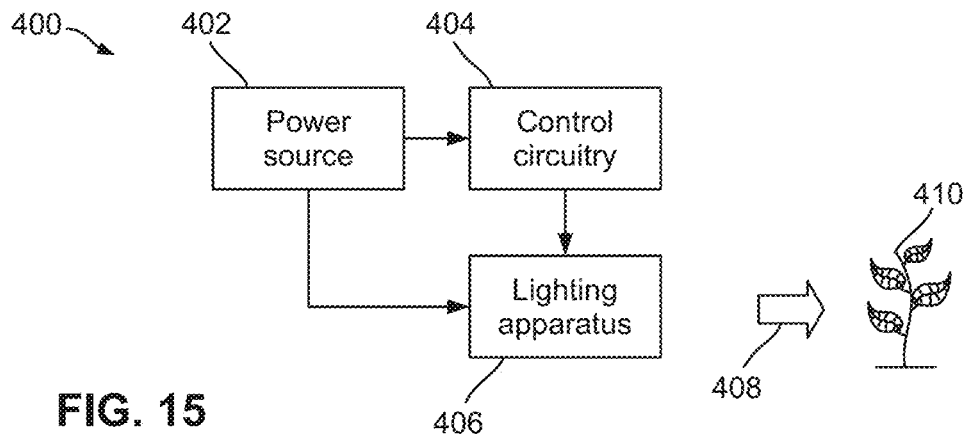 400
402
404
Power
source
Control
circuitry
410
Lighting
apparatus
408
406
FIG. 15